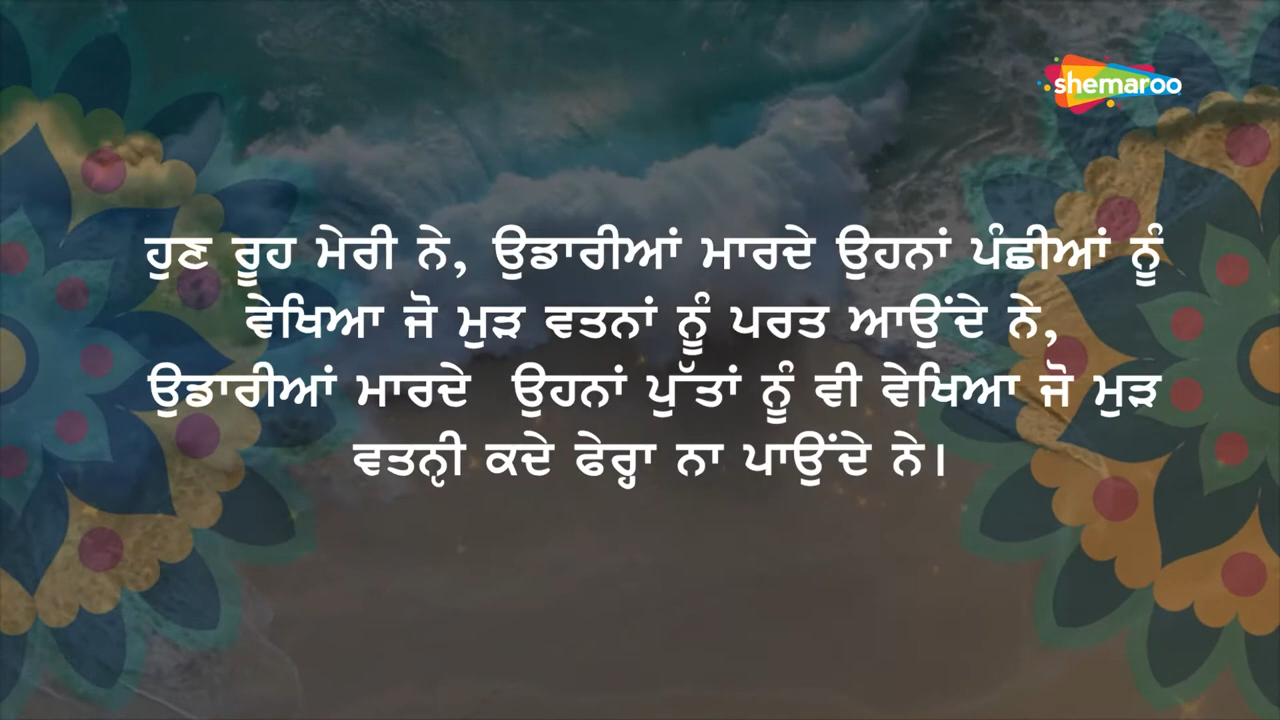 shemaroo
ਹੁਣ ਰੂਹ ਮੇਰੀ ਨੇ, ਉਡਾਰੀਆਂ ਮਾਰਦੇ ਉਹਨਾਂ ਪੰਛੀਆਂ ਨੂੰ
ਵੇਖਿਆ ਜੋ ਮੁੜ ਵਤਨਾਂ ਨੂੰ ਪਰਤ ਆਉਂਦੇ ਨੇ,
ਉਡਾਰੀਆਂ ਮਾਰਦੇ ਉਹਨਾਂ ਪੁੱਤਾਂ ਨੂੰ ਵੀ ਵੇਖਿਆ ਜੋ ਮੁੜ
ਵਤਨੀੑ ਕਦੇ ਫੇਰ੍ਹਾ ਨਾ ਪਾਉਂਦੇ ਨੇ।